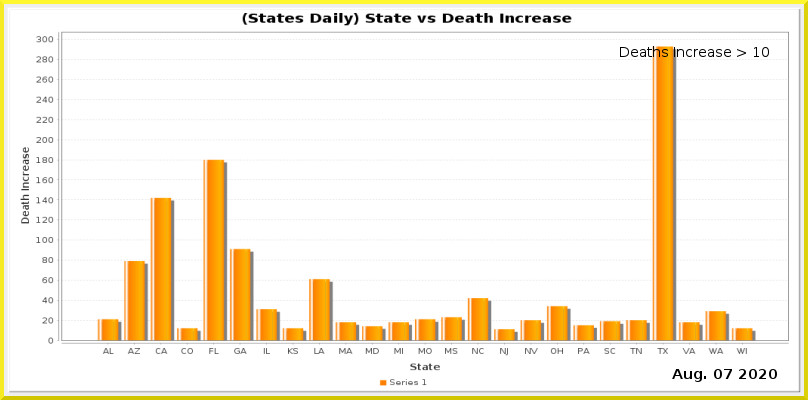 (States Daily) State vs Death Increase
Deaths Increase > 10
Death Increase
300
280
260
240
220
200
180
160
140
120
100
80
60
40
20
0
AL AZ CA CO FL GA IL KS LA MA MD MI MO MS NC NJ NV OH PA SC TN TX VA WA WI
State
Series 1
Aug. 07 2020